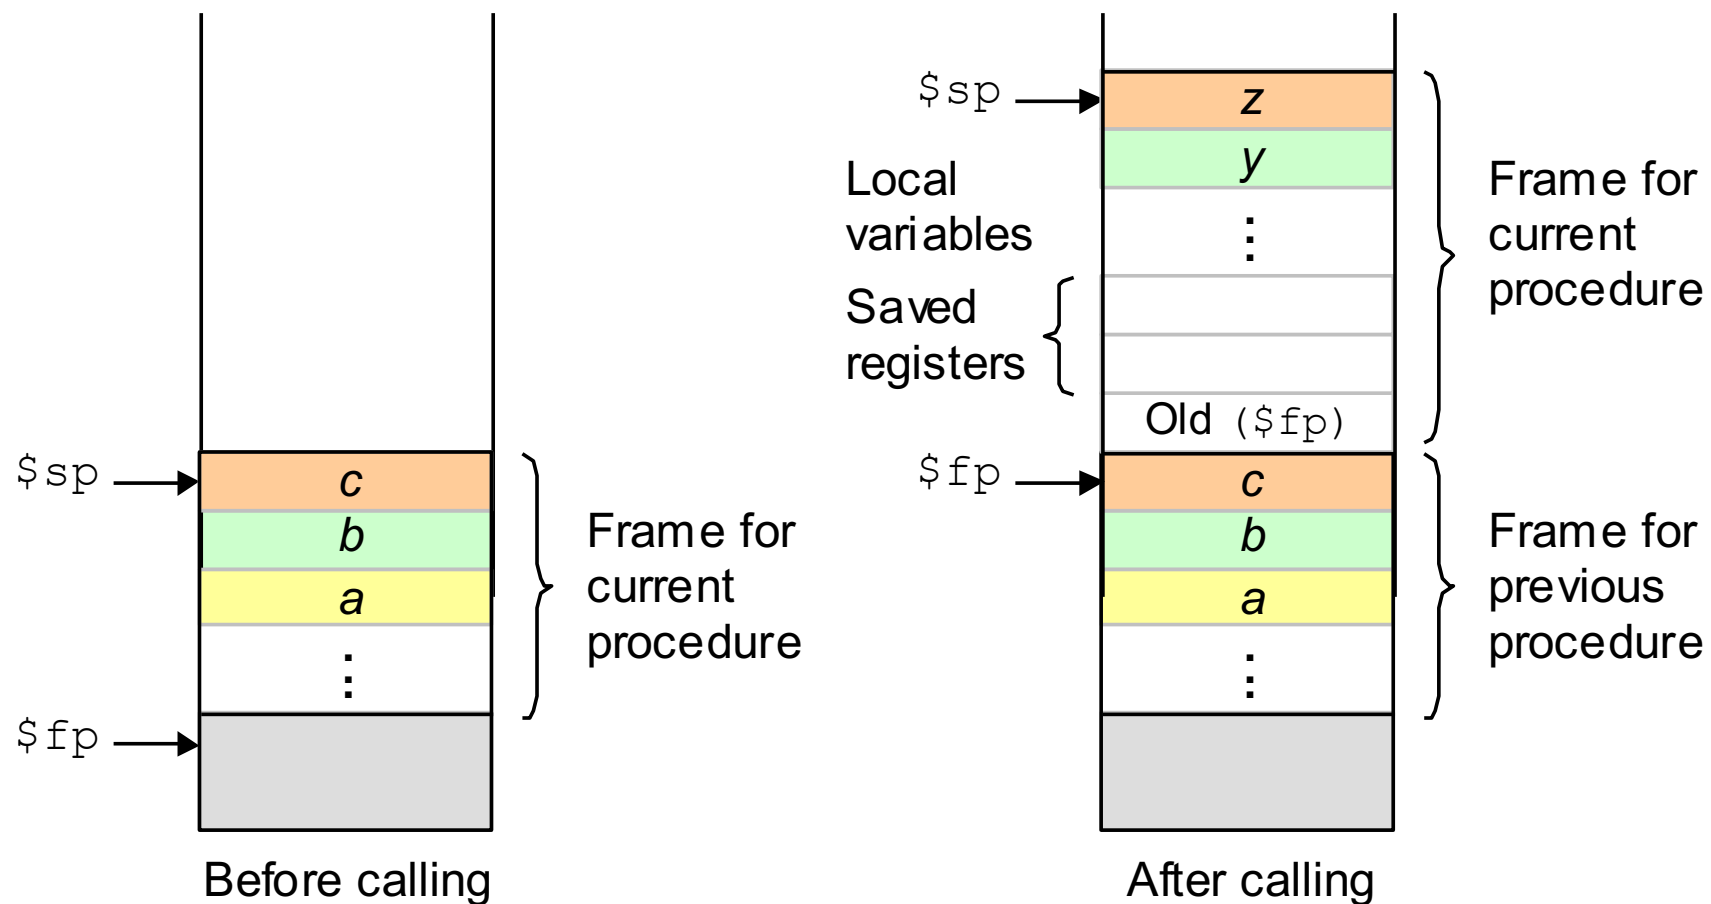 $sp
c
b
a
⋮
$fp
Frame for
current
procedure
Before calling
$sp
z
y
⋮
Local
variables
Saved
registers
Old ($fp)
$fp
c
b
a
⋮
Frame for
current
procedure
Frame for
previous
procedure
After calling